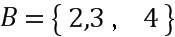 B = { 2,3 , 4 }